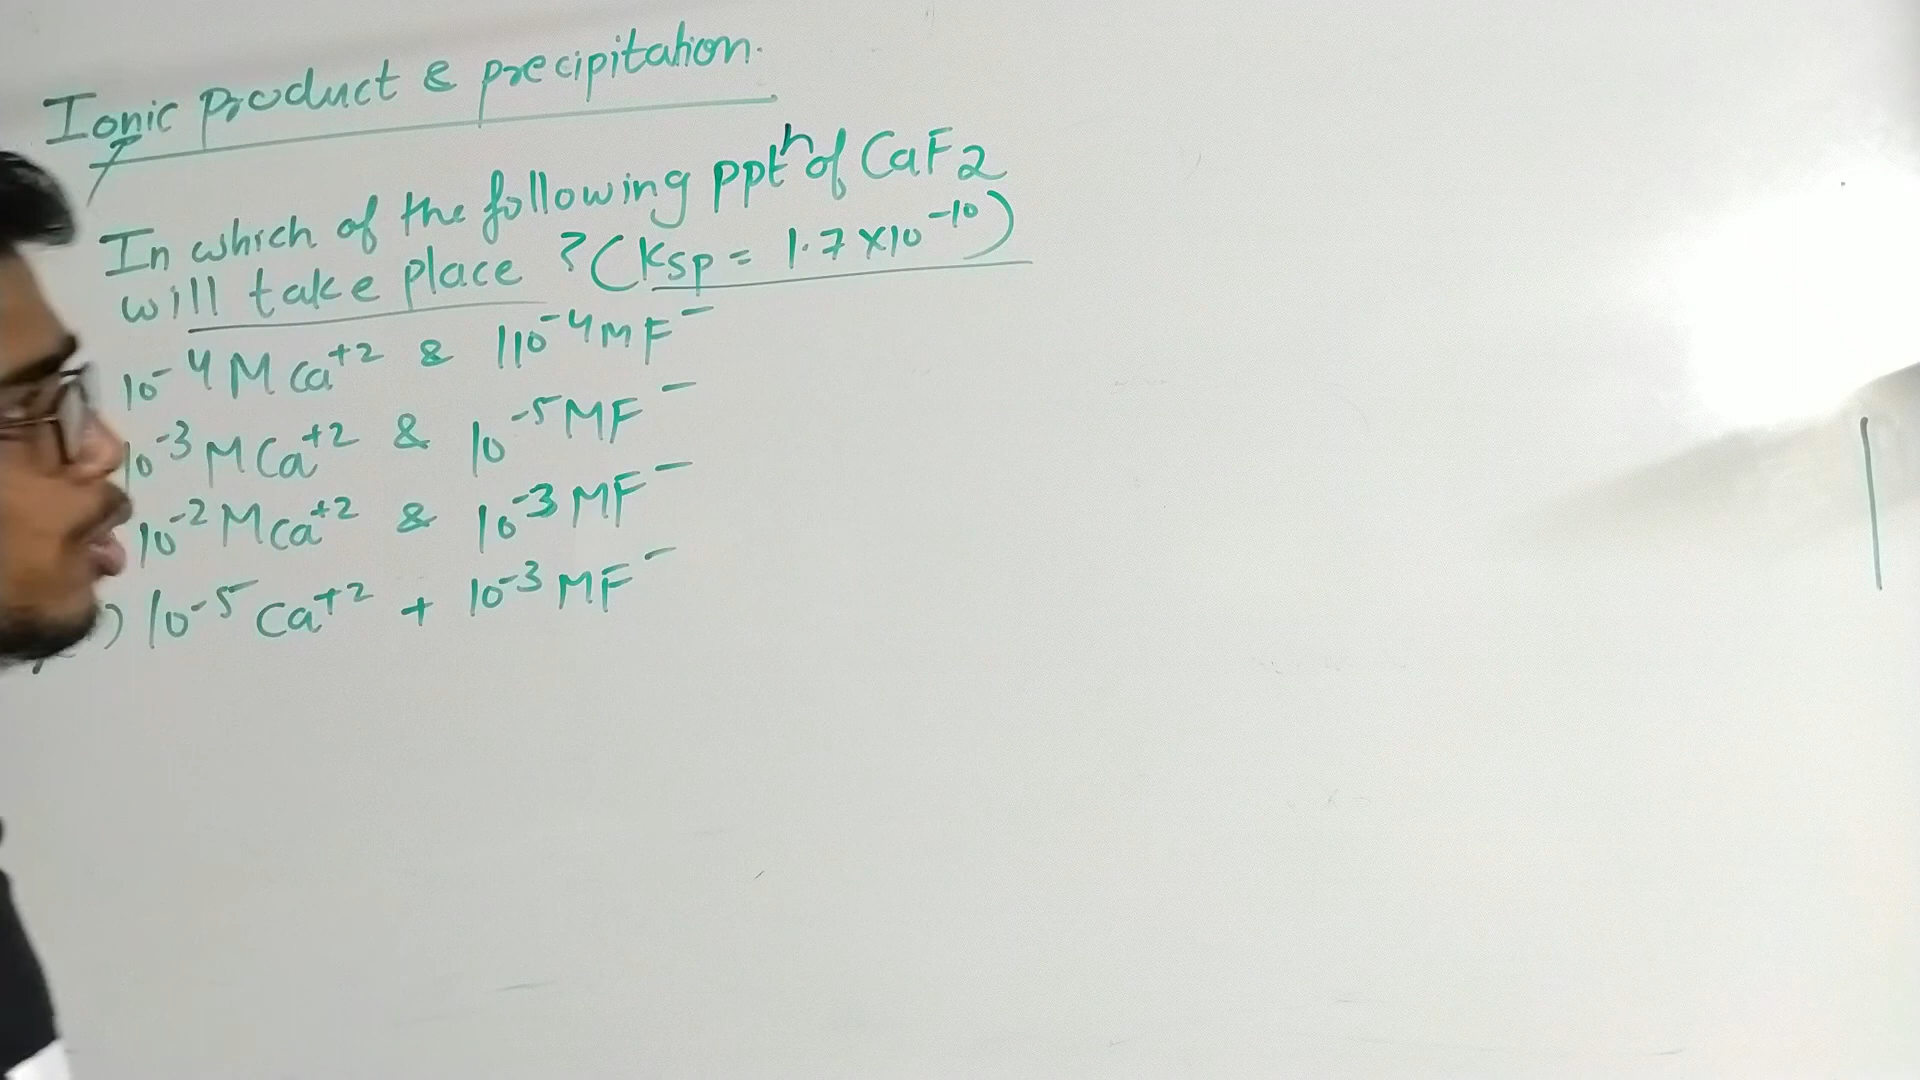 Ionic product & precipitation.
In which of the following pptⁿ of CaF2
will take place ? (Ksp = 1.7 ×10⁻¹⁰)
10⁻⁴ M Ca⁺² & 110⁻⁴ M F⁻
10⁻³ M Ca⁺² & 10⁻⁵ M F⁻
10⁻² M Ca⁺² & 10⁻³ M F⁻
) 10⁻⁵ Ca⁺² + 10⁻³ M F⁻